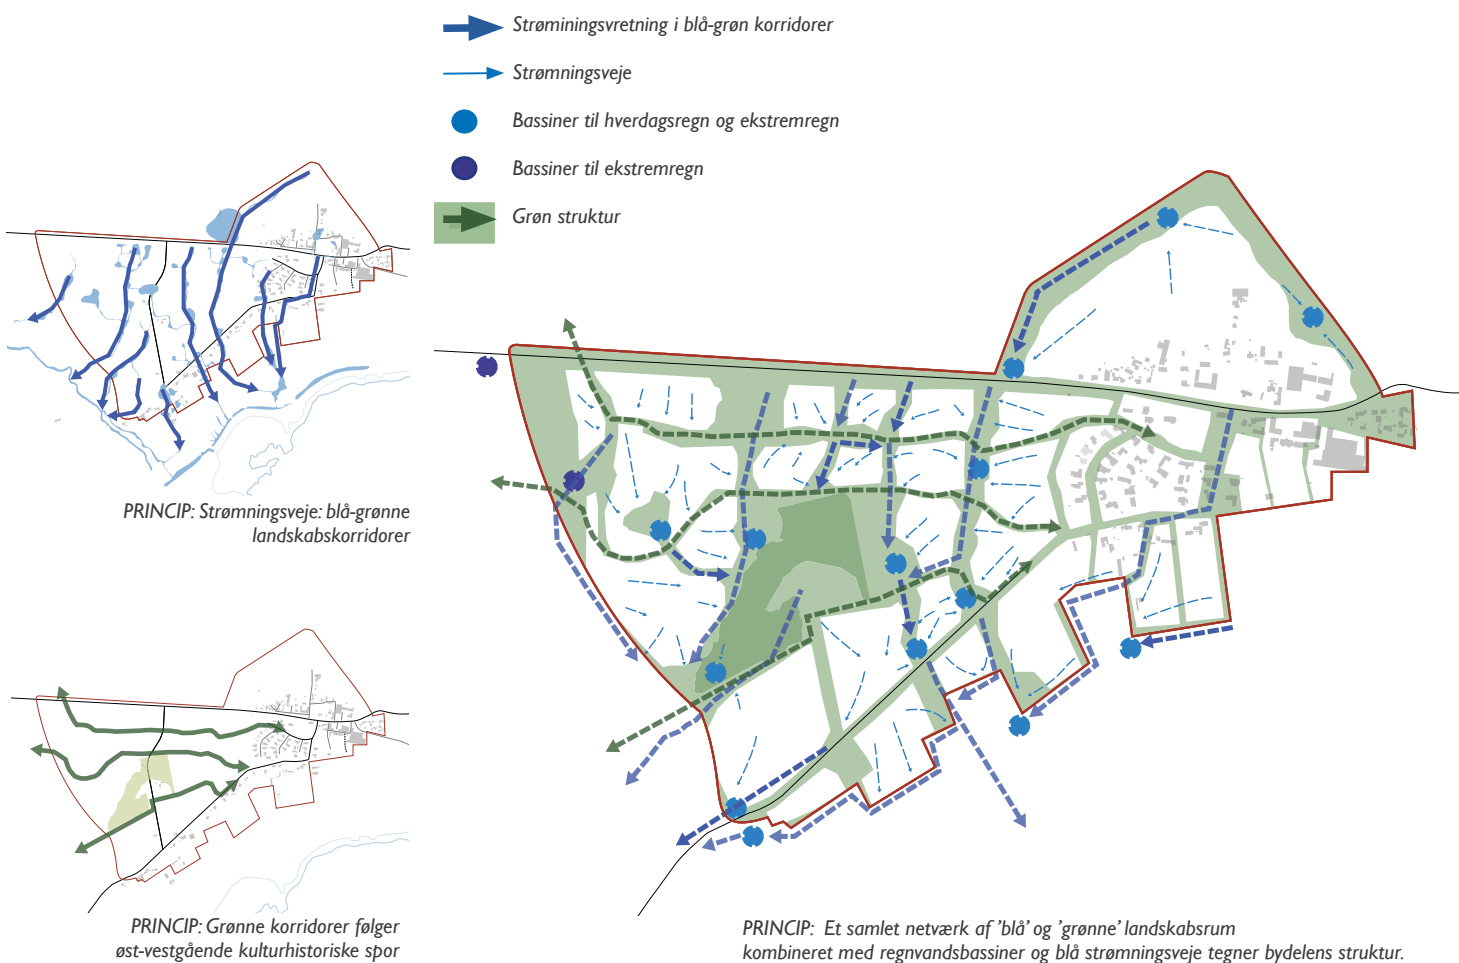 Strøminingsvretning i blå-grøn korridorer
Strømningsveje
Bassiner til hverdagsregn og ekstremregn
Bassiner til ekstremregn
Grøn struktur
PRINCIP: Strømningsveje: blå-grønne
landskabskorridorer
PRINCIP: Grønne korridorer følger
øst-vestgående kulturhistoriske spor
PRINCIP: Et samlet netværk af ’blå’ og ’grønne’ landskabsrum
kombineret med regnvandsbassiner og blå strømningsveje tegner bydelens struktur.